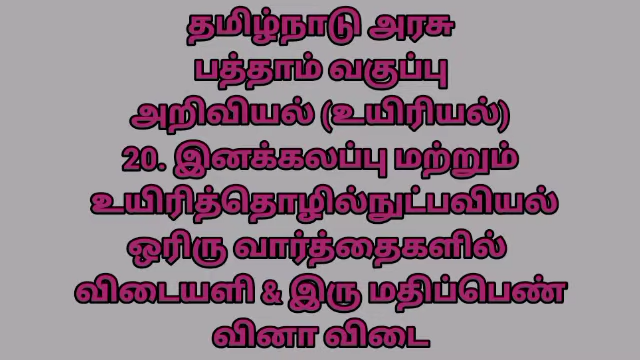 தமிழ்நாடு அரசு
பத்தாம் வகுப்பு
அறிவியல் (உயிரியல்)
20. இனக்கலப்பு மற்றும்
உயிரித்தொழில்நுட்பவியல்
ஒரிரு வார்த்தைகளில்
விடையளி & இரு மதிப்பெண்
வினா விடை